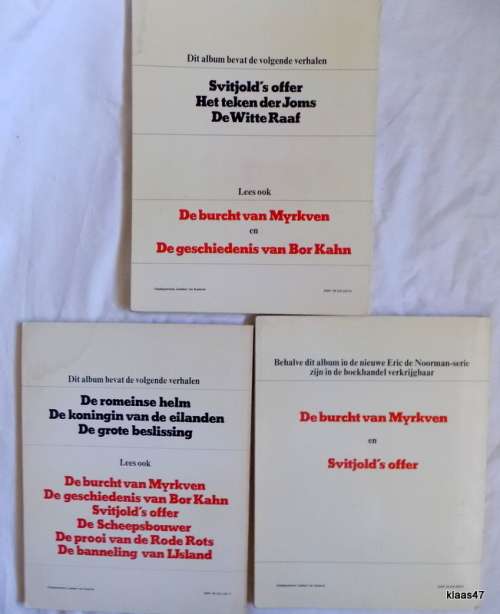 Dit album bevat de volgende verhalen
Svitjold's offer
Het teken der Joms
De Witte Raaf
Lees ook
De burcht van Myrkven
en
De geschiedenis van Bor Kahn
Dit album bevat de volgende verhalen
De romeinse helm
De koningin van de eilanden
De grote beslissing
Lees ook
De burcht van Myrkven
De geschiedenis van Bor Kahn
Svitjold's offer
De Scheepsbouwer
De prooi van de Rode Rots
De banneling van IJsland
Behalve dit album in de nieuwe Eric de Noorman-serie
zijn in de boekhandel verkrijgbaar
De burcht van Myrkven
en
Svitjold's offer
klaas47